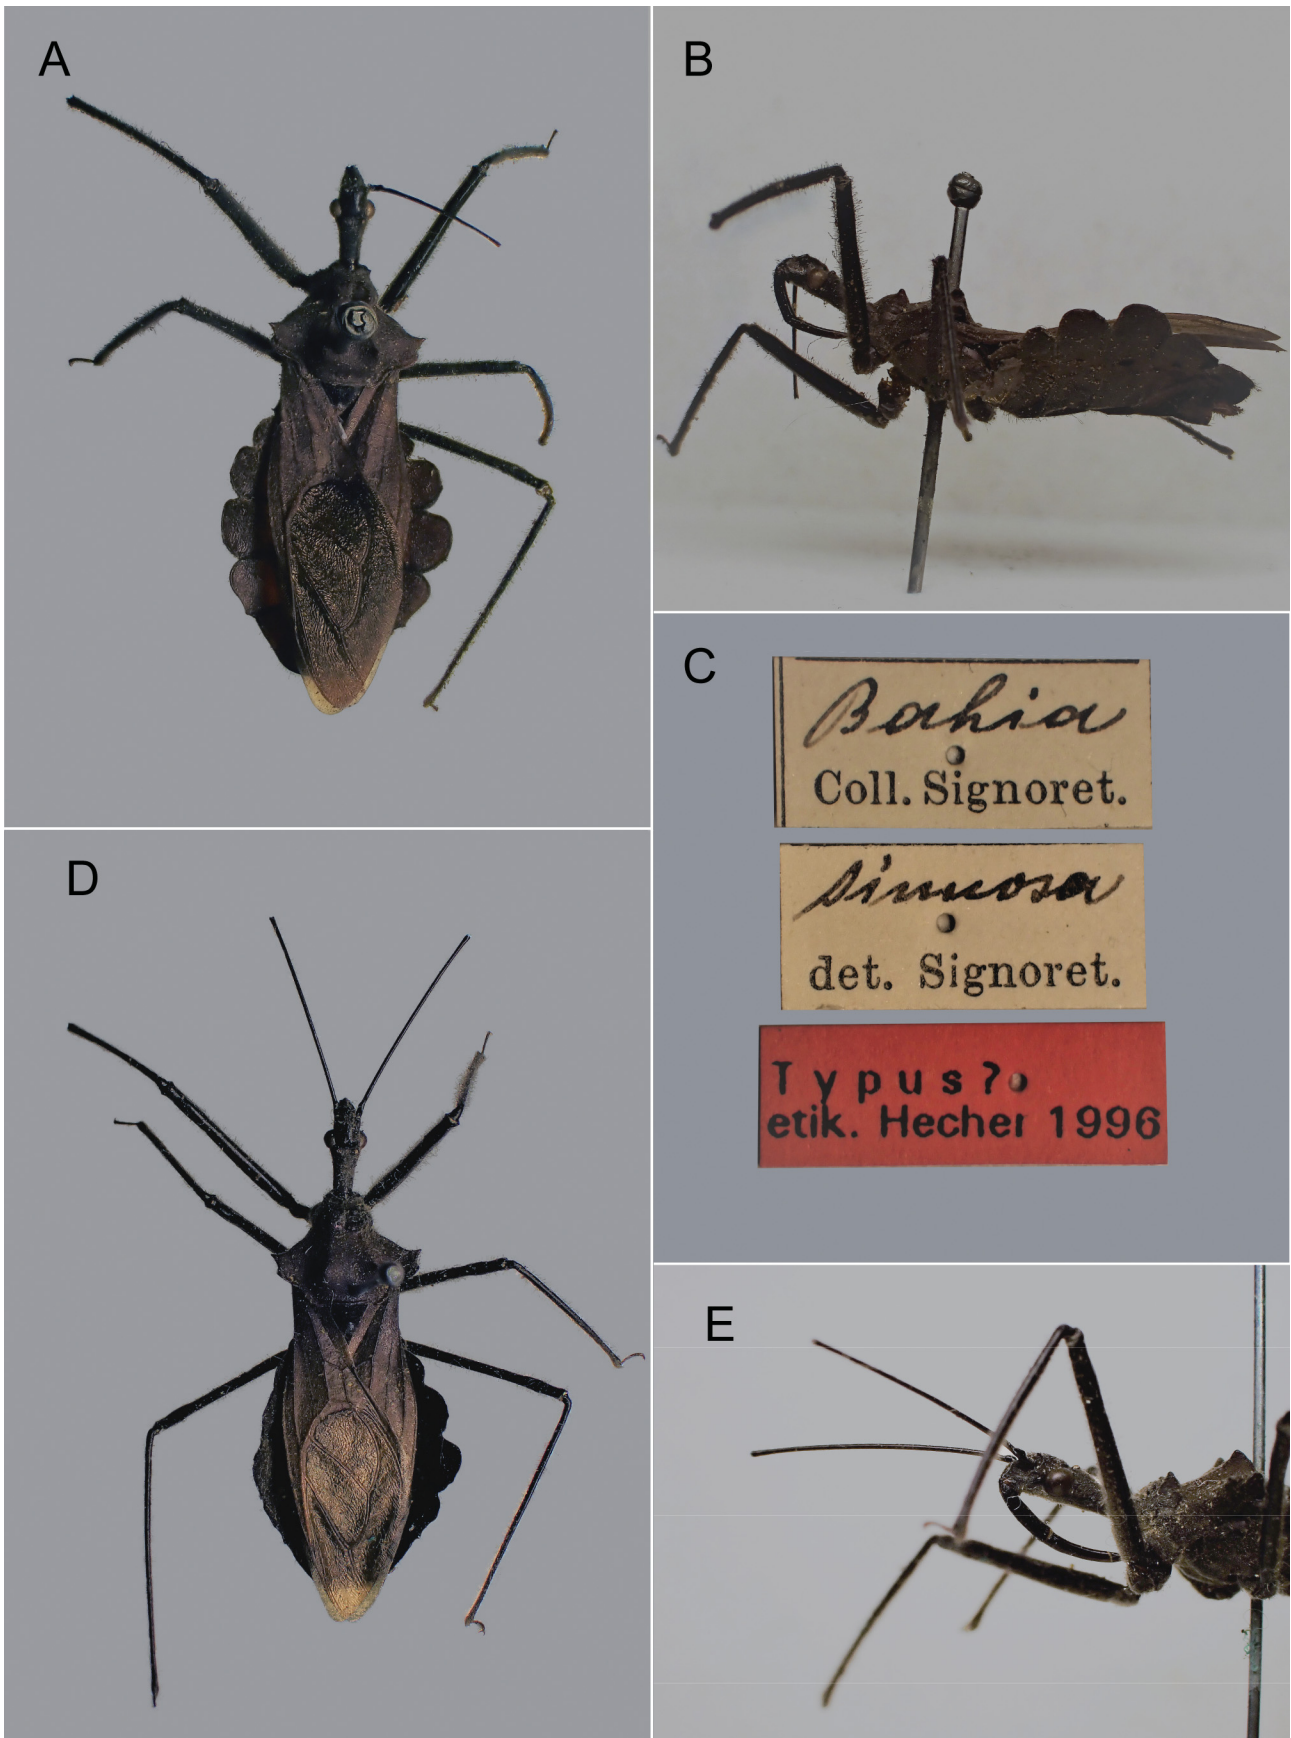 A
B
C
Bahia
Coll. Signoret.
sinuosa
det. Signoret.
Typus?
etik. Hecher 1996
D
E